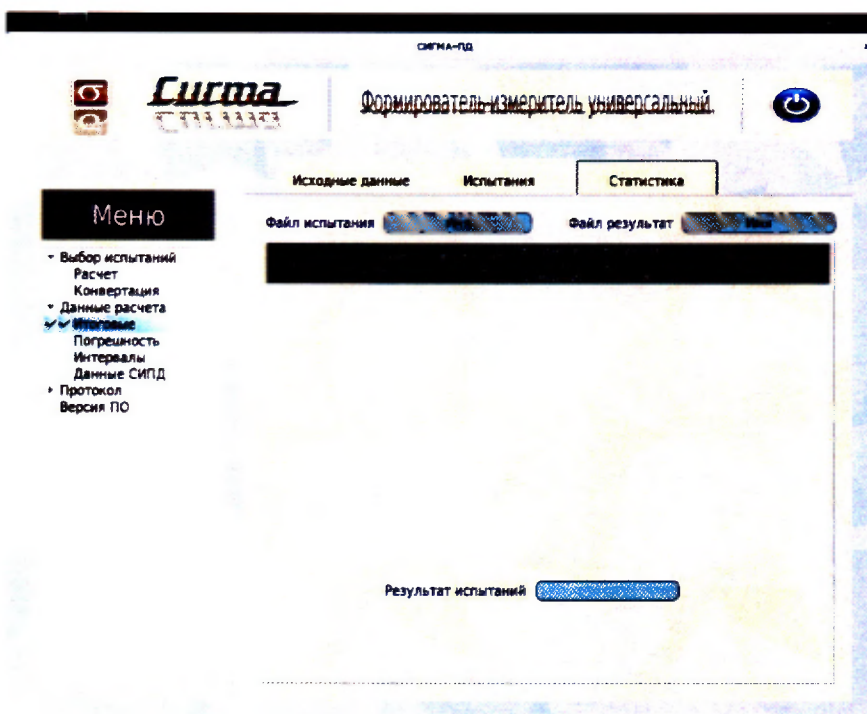 СИГМА-ПД
Сигма
Формирователь-измеритель универсальный.
Исходные данные Испытания Статистика
Меню
Файл испытания Файл результат
Выбор испытаний
Расчет
Конвертация
Данные расчета
Итоговые
Погрешность
Интервалы
Данные СИПД
Протокол
Версия ПО
Результат испытаний